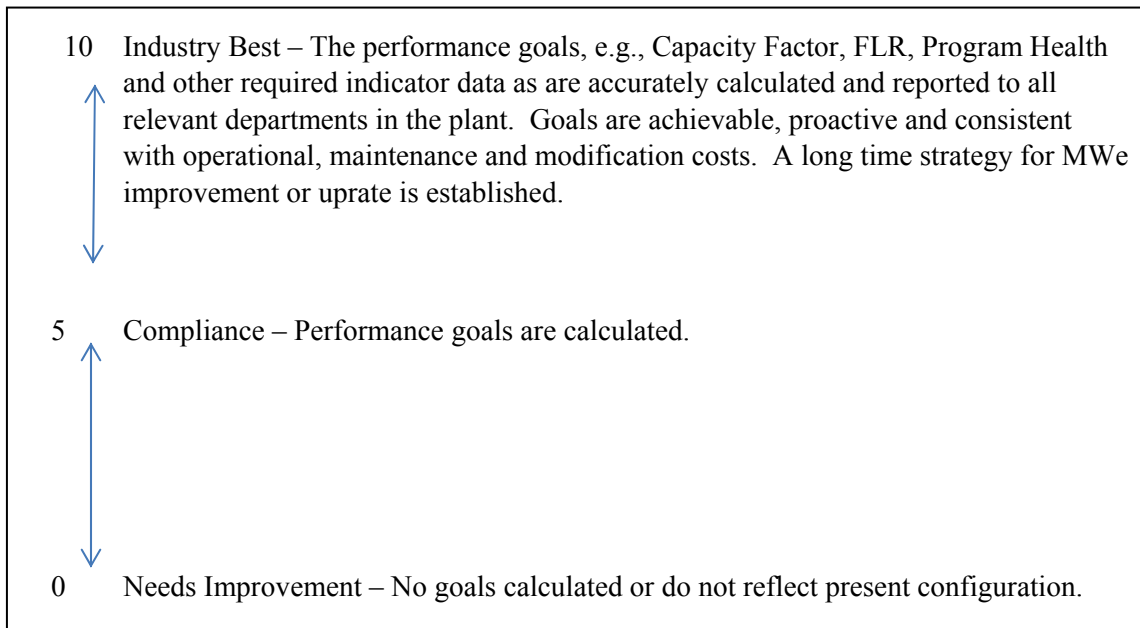 10 Industry Best – The performance goals, e.g., Capacity Factor, FLR, Program Health
and other required indicator data as are accurately calculated and reported to all
relevant departments in the plant.  Goals are achievable, proactive and consistent
with operational, maintenance and modification costs.  A long time strategy for MWe
improvement or uprate is established.
5 Compliance – Performance goals are calculated.
0 Needs Improvement – No goals calculated or do not reflect present configuration.